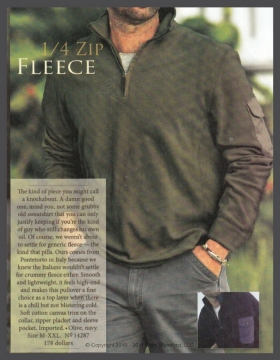 1/4 ZIP
FLEECE
The kind of piece you might call
a knockabout. A damn good
one, mind you, not some grubby
old sweatshirt that you can only
justify keeping if you're the kind
of guy who still changes his own
oil. Of course, we weren't about
to settle for generic fleece — the
kind that pills. Ours comes from
Pontetorto in Italy because we
knew the Italians wouldn't settle
for crummy fleece either. Smooth
and lightweight, it feels high-end
and makes this pullover a fine
choice as a top layer when there
is a chill but not blistering cold.
Soft cotton canvas trim on the
collar, zipper placket and sleeve
pocket. Imported. • Olive, navy.
Size M-XXL. Nº 14287
178 dollars
Copyright